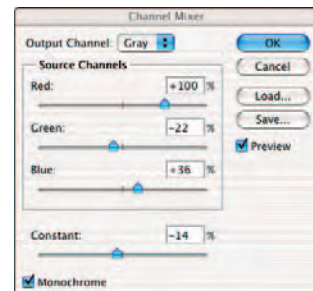 Channel Mixer
Output Channel: Gray
OK
Source Channels
Cancel
Red: +100 %
Load...
Green: -22 %
Save...
Preview
Blue: +36 %
Constant: -14 %
Monochrome